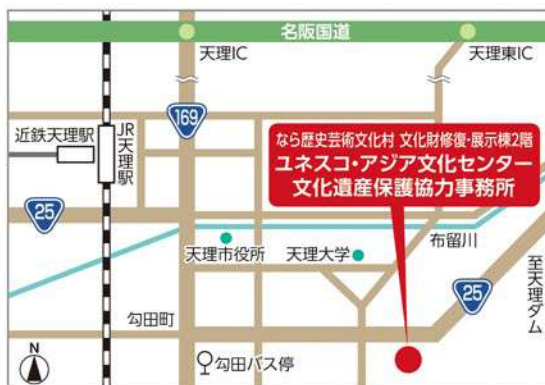 名阪国道
天理IC
天理東IC
169
なら歴史芸術文化村 文化財修復・展示棟2階
ユネスコ・アジア文化センター
文化遺産保護協力事務所
近鉄天理駅
JR天理駅
25
天理市役所
天理大学
布留川
至天理ダム
25
勾田町
勾田バス停
N